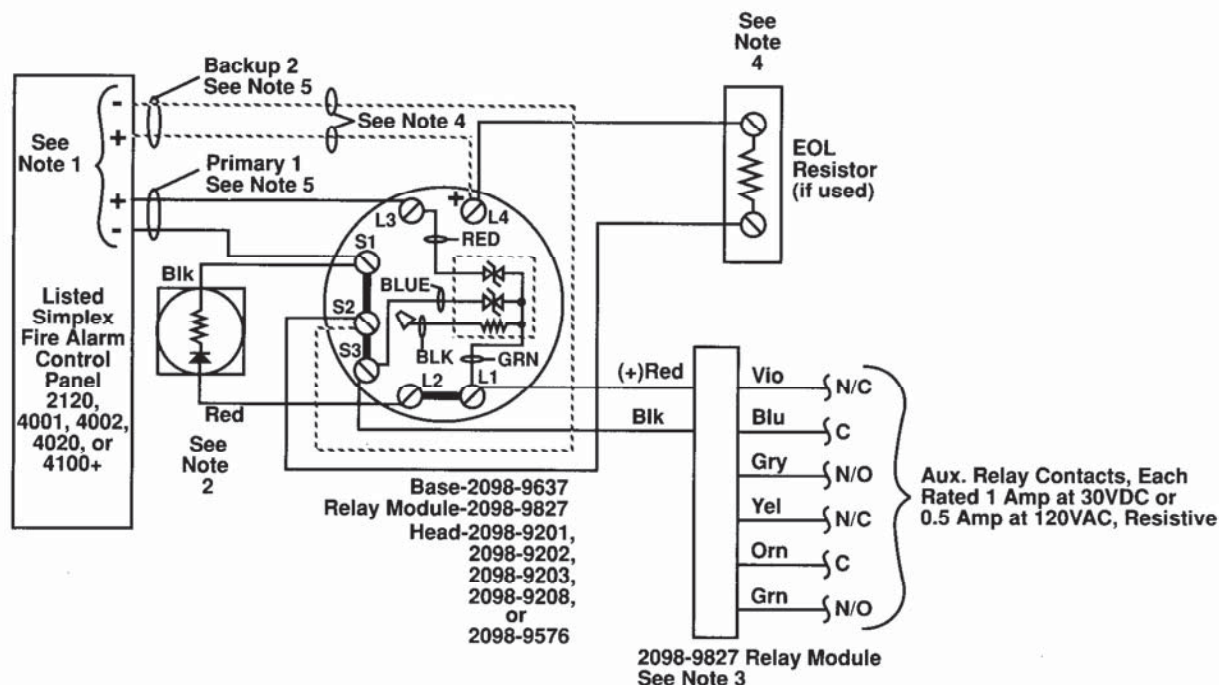 Backup 2
See Note 5
See Note 4
See
Note
4
-
+
See
Note 1
+
-
Primary 1
See Note 5
EOL
Resistor
(if used)
+
L3
L4
RED
S1
Blk
BLUE
S2
S3
BLK
GRN
L2
L1
Red
Listed
Simplex
Fire Alarm
Control
Panel
2120,
4001, 4002,
4020, or
4100+
See
Note
2
(+)Red
Blk
Vio
N/C
Blu
C
Gry
N/O
Yel
N/C
Orn
C
Grn
N/O
Aux. Relay Contacts, Each
Rated 1 Amp at 30VDC or
0.5 Amp at 120VAC, Resistive
Base-2098-9637
Relay Module-2098-9827
Head-2098-9201,
2098-9202,
2098-9203,
2098-9208,
or
2098-9576
2098-9827 Relay Module
See Note 3